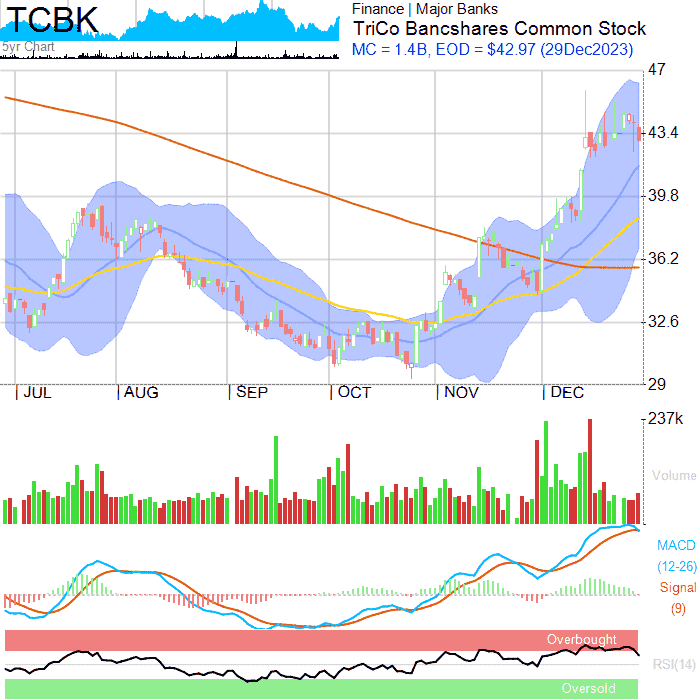 TCBK
5yr Chart
Finance | Major Banks
TriCo Bancshares Common Stock
MC = 1.4B, EOD = $42.97 (29Dec2023)
47
43.4
39.8
36.2
32.6
29
JUL AUG SEP OCT NOV DEC
237k
Volume
MACD
(12-26)
Signal
(9)
Overbought
RSI(14)
Oversold